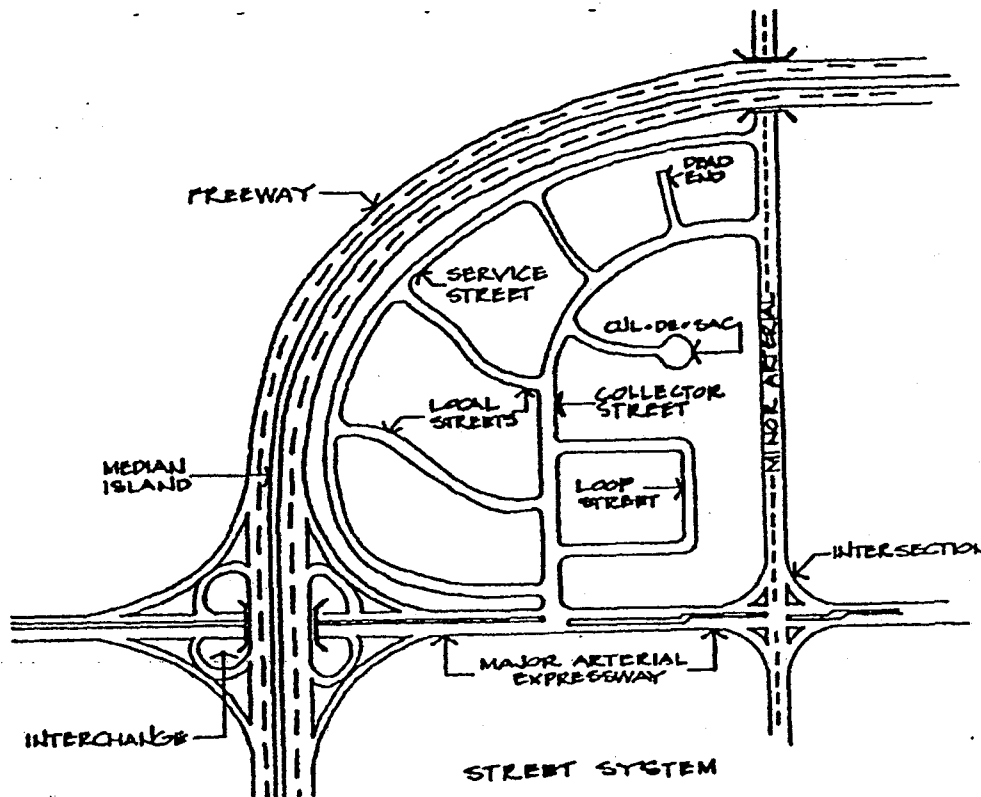 FREEWAY
DEAD
END
SERVICE
STREET
CUL·DE·SAC
MINOR ARTERIAL
LOCAL
STREETS
COLLECTOR
STREET
MEDIAN
ISLAND
LOOP
STREET
INTERSECTION
MAJOR ARTERIAL
EXPRESSWAY
INTERCHANGE
STREET SYSTEM